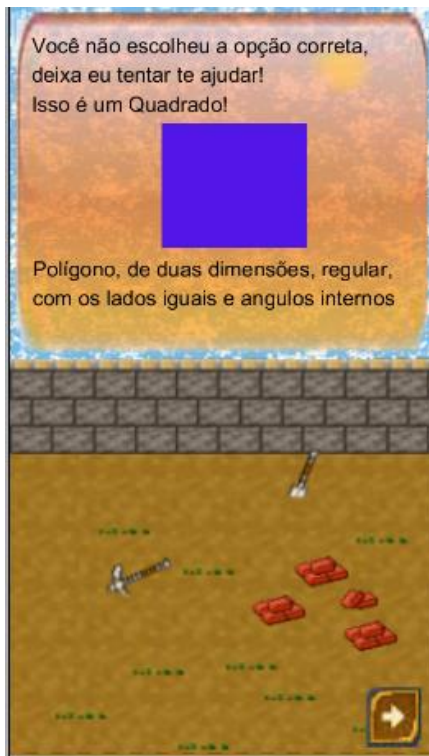 Você não escolheu a opção correta,
deixa eu tentar te ajudar!
Isso é um Quadrado!
Polígono, de duas dimensões, regular,
com os lados iguais e angulos internos